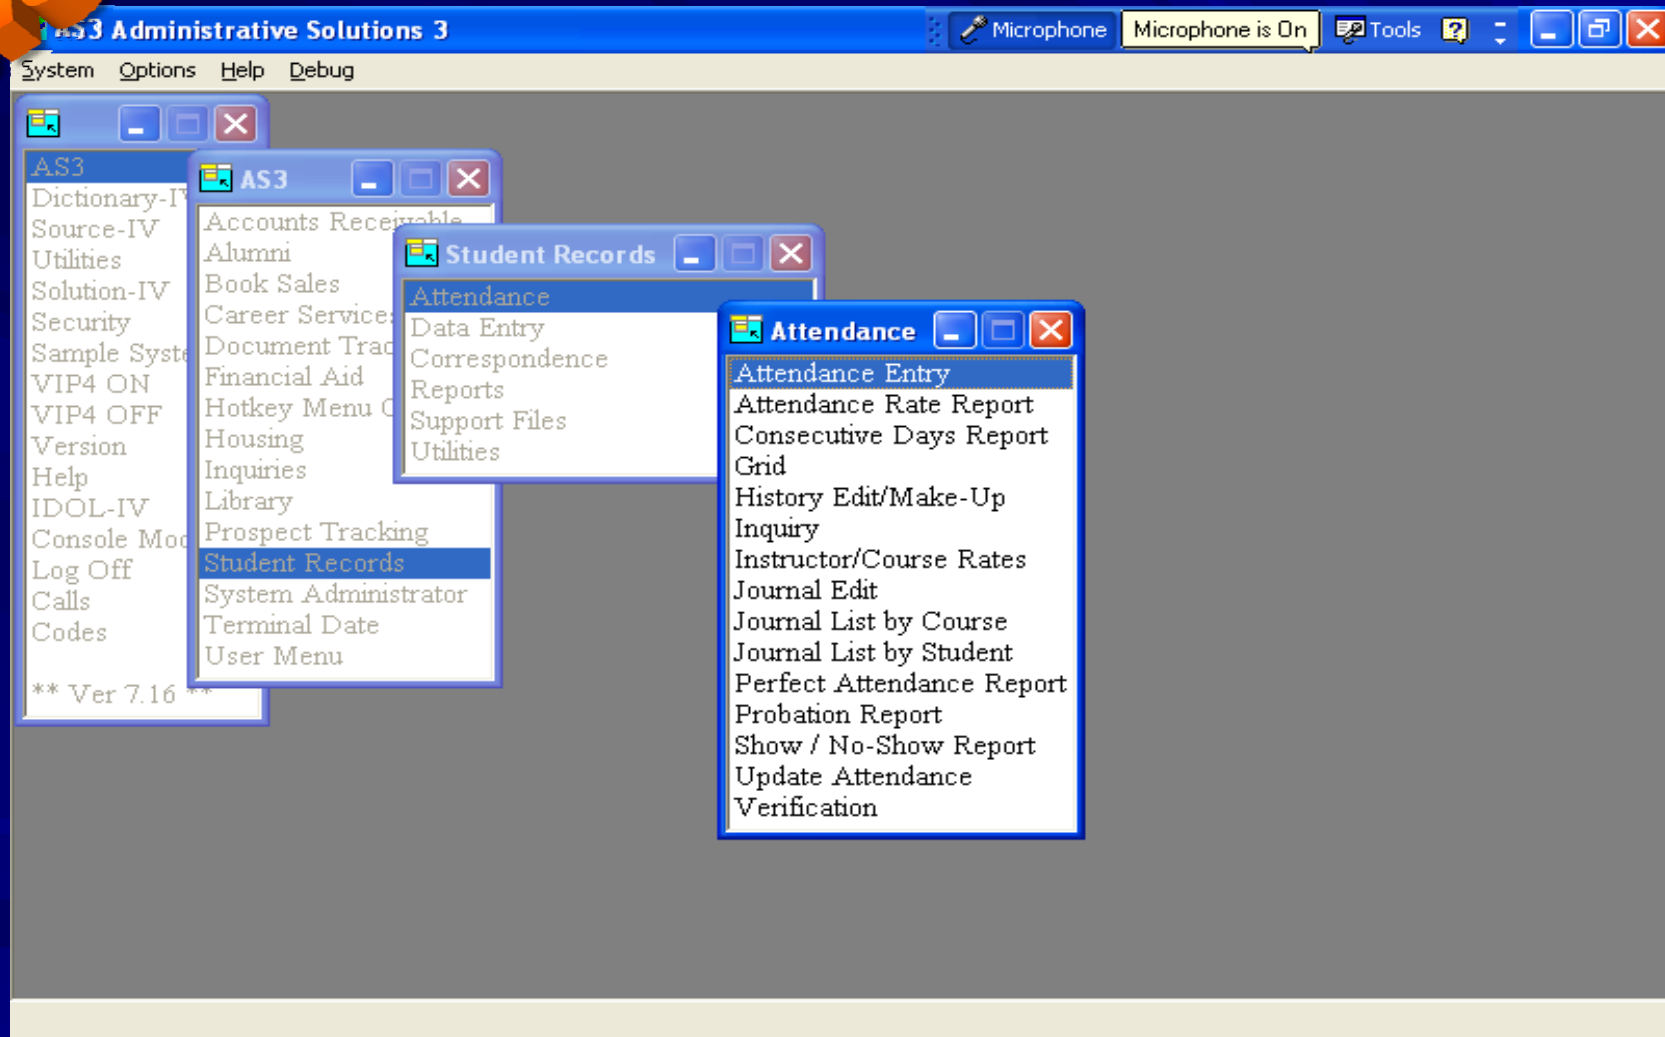 AS3 Administrative Solutions 3
Microphone
Microphone is On
Tools
System Options Help Debug
AS3
Dictionary-IV
Source-IV
Utilities
Solution-IV
Security
Sample Syste
VIP4 ON
VIP4 OFF
Version
Help
IDOL-IV
Console Mod
Log Off
Calls
Codes
** Ver 7.16 **
AS3
Accounts Receivable
Alumni
Book Sales
Career Services
Document Trac
Financial Aid
Hotkey Menu C
Housing
Inquiries
Library
Prospect Tracking
Student Records
System Administrator
Terminal Date
User Menu
Student Records
Attendance
Data Entry
Correspondence
Reports
Support Files
Utilities
Attendance
Attendance Entry
Attendance Rate Report
Consecutive Days Report
Grid
History Edit/Make-Up
Inquiry
Instructor/Course Rates
Journal Edit
Journal List by Course
Journal List by Student
Perfect Attendance Report
Probation Report
Show / No-Show Report
Update Attendance
Verification